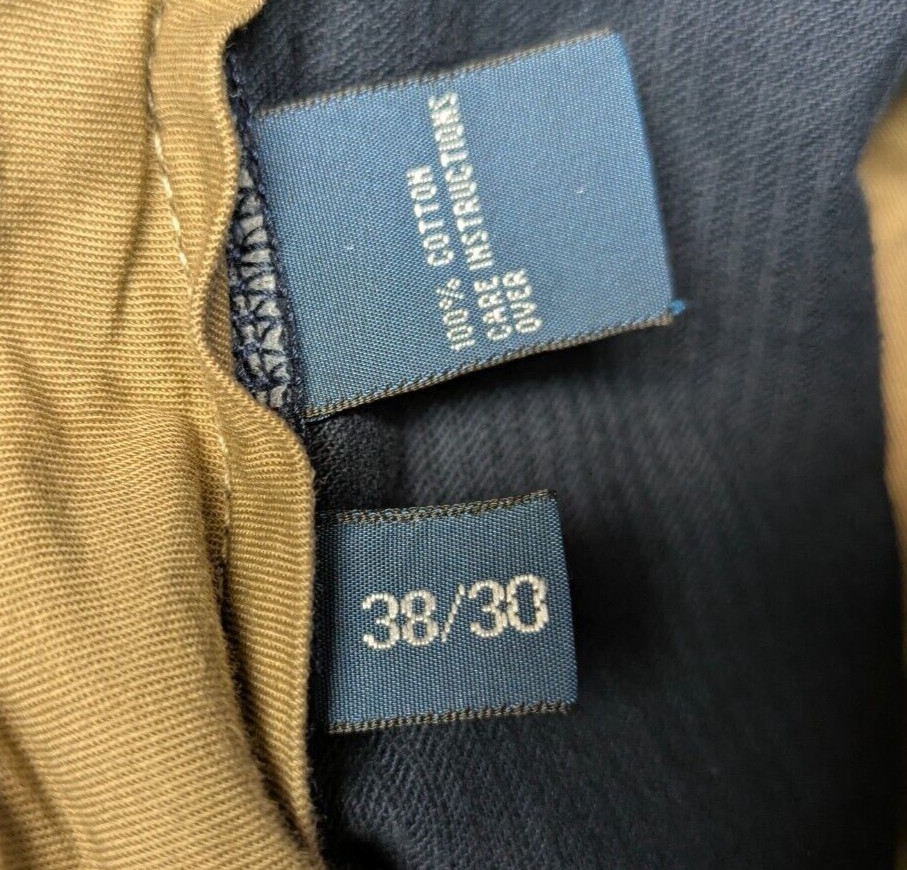 100% COTTON
CARE INSTRUCTIONS
OVER
38/30